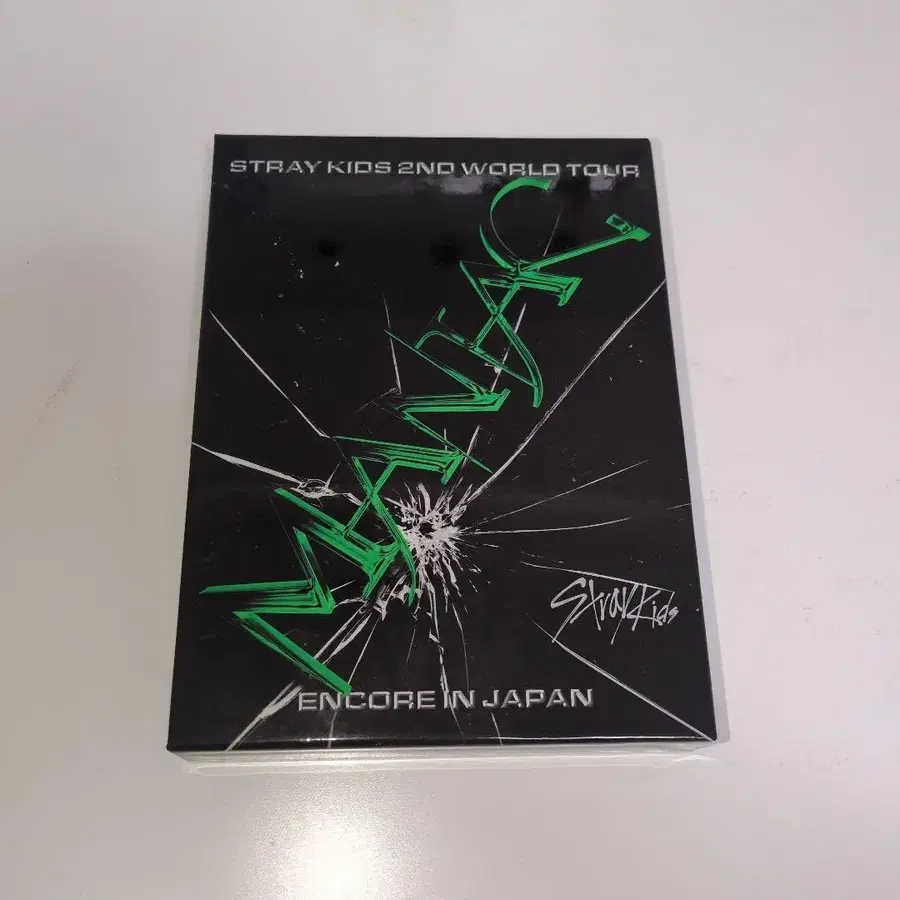 STRAY KIDS 2ND WORLD TOUR
MANIAC
Stray Kids
ENCORE IN JAPAN